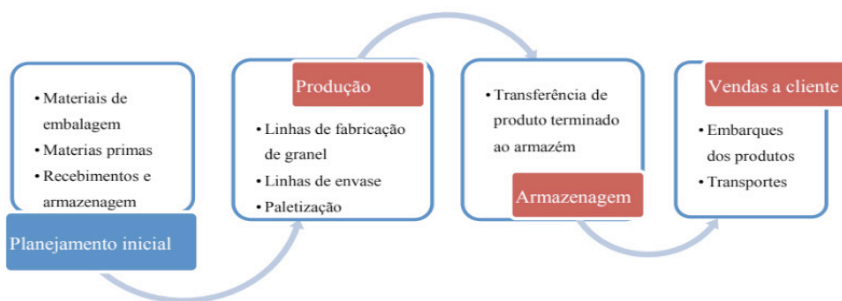 • Materiais de
embalagem
• Materias primas
• Recebimentos e
armazenagem
Planejamento inicial
Produção
• Linhas de fabricação
de granel
• Linhas de envase
• Paletização
• Transferência de
produto terminado
ao armazém
Armazenagem
Vendas a cliente
• Embarques
dos produtos
• Transportes